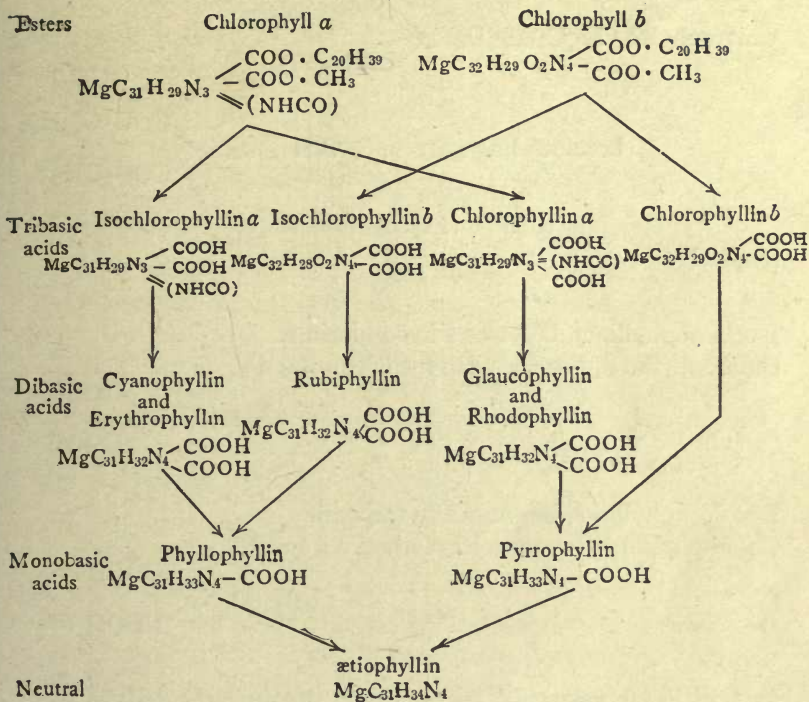 Esters Chlorophyll a Chlorophyll b
MgC31H29N3 COO·C20H39 COO·CH3 (NHCO)
MgC32H29O2N4 COO·C20H39 COO·CH3
Tribasic acids
Isochlorophyllin a Isochlorophyllin b Chlorophyllin a Chlorophyllin b
MgC31H29N3 COOH COOH (NHCO)
MgC32H28O2N4 COOH COOH
MgC31H29N3 COOH (NHCO) COOH
MgC32H29O2N4 COOH COOH
Dibasic acids
Cyanophyllin and Erythrophyllin
MgC31H32N4 COOH COOH
Rubiphyllin
MgC31H32N4 COOH COOH
Glaucophyllin and Rhodophyllin
MgC31H32N4 COOH COOH
Monobasic acids
Phyllophyllin
MgC31H33N4—COOH
Pyrrophyllin
MgC31H33N4—COOH
ætiophyllin
Neutral MgC31H34N4